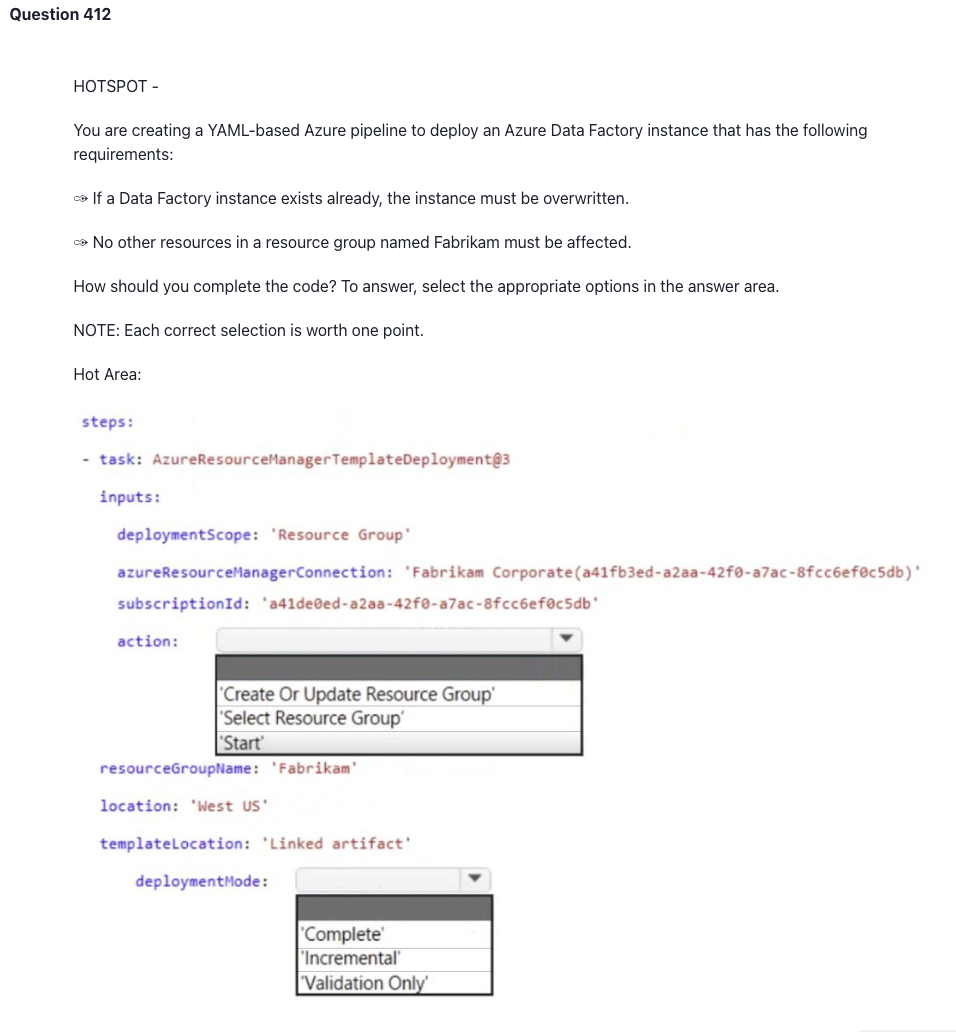 Question 412
HOTSPOT -
You are creating a YAML-based Azure pipeline to deploy an Azure Data Factory instance that has the following
requirements:
✑ If a Data Factory instance exists already, the instance must be overwritten.
✑ No other resources in a resource group named Fabrikam must be affected.
How should you complete the code? To answer, select the appropriate options in the answer area.
NOTE: Each correct selection is worth one point.
Hot Area:
steps:
- task: AzureResourceManagerTemplateDeployment@3
inputs:
deploymentScope: 'Resource Group'
azureResourceManagerConnection: 'Fabrikam Corporate(a41fb3ed-a2aa-42f0-a7ac-8fcc6ef0c5db)'
subscriptionId: 'a41de0ed-a2aa-42f0-a7ac-8fcc6ef0c5db'
action:
'Create Or Update Resource Group'
'Select Resource Group'
'Start'
resourceGroupName: 'Fabrikam'
location: 'West US'
templateLocation: 'Linked artifact'
deploymentMode:
'Complete'
'Incremental'
'Validation Only'